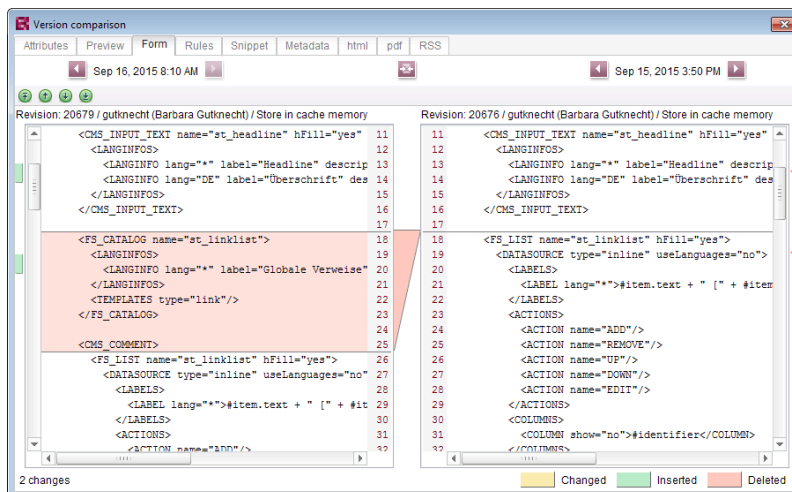 Version comparison
Attributes Preview Form Rules Snippet Metadata html pdf RSS
Sep 16, 2015 8:10 AM
Sep 15, 2015 3:50 PM
Revision: 20679 / gutknecht (Barbara Gutknecht) / Store in cache memory
<CMS_INPUT_TEXT name="st_headline" hFill="yes" 11
<LANGINFOS> 12
<LANGINFO lang="*" label="Headline" descrip 13
<LANGINFO lang="DE" label="Überschrift" des 14
</LANGINFOS> 15
</CMS_INPUT_TEXT> 16
17
<FS_CATALOG name="st_linklist"> 18
<LANGINFOS> 19
<LANGINFO lang="*" label="Globale Verweise" 20
</LANGINFOS> 21
<TEMPLATES type="link"/> 22
</FS_CATALOG> 23
24
<CMS_COMMENT> 25
<FS_LIST name="st_linklist" hFill="yes"> 26
<DATASOURCE type="inline" useLanguages="no" 27
<LABELS> 28
<LABEL lang="*">#item.text + " [" + #it 29
</LABELS> 30
<ACTIONS> 31
<ACTION name="ADD"/> 32
Revision: 20676 / gutknecht (Barbara Gutknecht) / Store in cache memory
11 <CMS_INPUT_TEXT name="st_headline" hFill="yes"
12 <LANGINFOS>
13 <LANGINFO lang="*" label="Headline" descrip
14 <LANGINFO lang="DE" label="Überschrift" des
15 </LANGINFOS>
16 </CMS_INPUT_TEXT>
17
18 <FS_LIST name="st_linklist" hFill="yes">
19 <DATASOURCE type="inline" useLanguages="no">
20 <LABELS>
21 <LABEL lang="*">#item.text + " [" + #item
22 </LABELS>
23 <ACTIONS>
24 <ACTION name="ADD"/>
25 <ACTION name="REMOVE"/>
26 <ACTION name="UP"/>
27 <ACTION name="DOWN"/>
28 <ACTION name="EDIT"/>
29 </ACTIONS>
30 <COLUMNS>
31 <COLUMN show="no">#identifier</COLUMN>
32 </COLUMNS>
2 changes
Changed Inserted Deleted